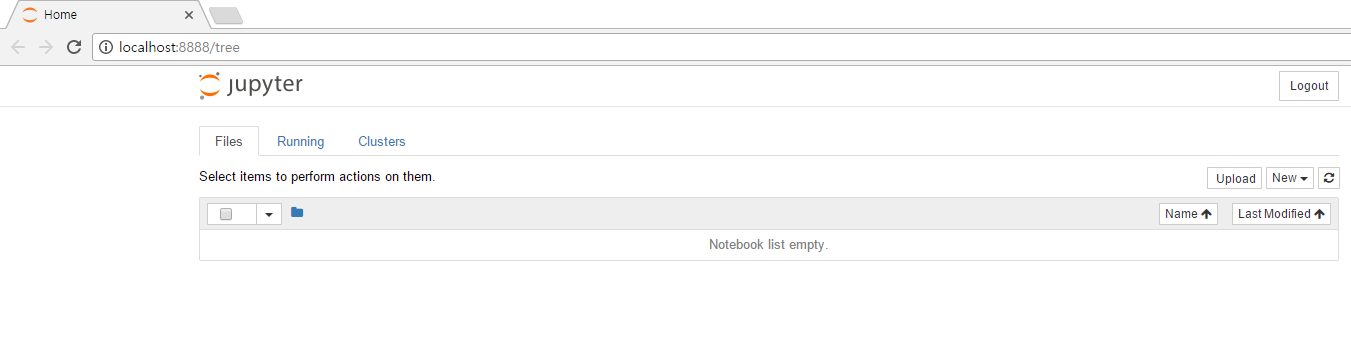 Home
localhost:8888/tree
jupyter
Logout
Files Running Clusters
Select items to perform actions on them.
Upload New
Name Last Modified
Notebook list empty.